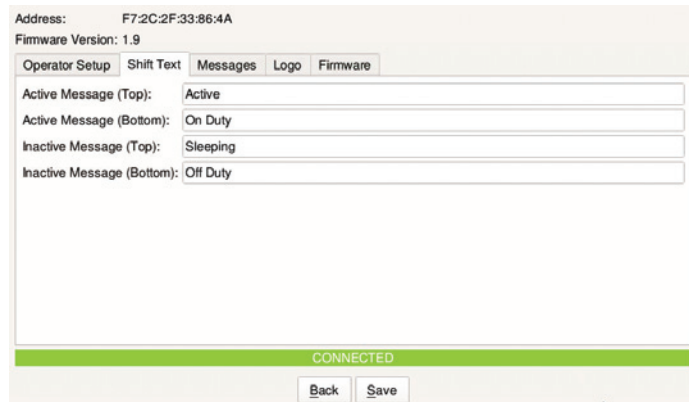 Address: F7:2C:2F:33:86:4A
Firmware Version: 1.9
Operator Setup Shift Text Messages Logo Firmware
Active Message (Top): Active
Active Message (Bottom): On Duty
Inactive Message (Top): Sleeping
Inactive Message (Bottom): Off Duty
CONNECTED
Back Save